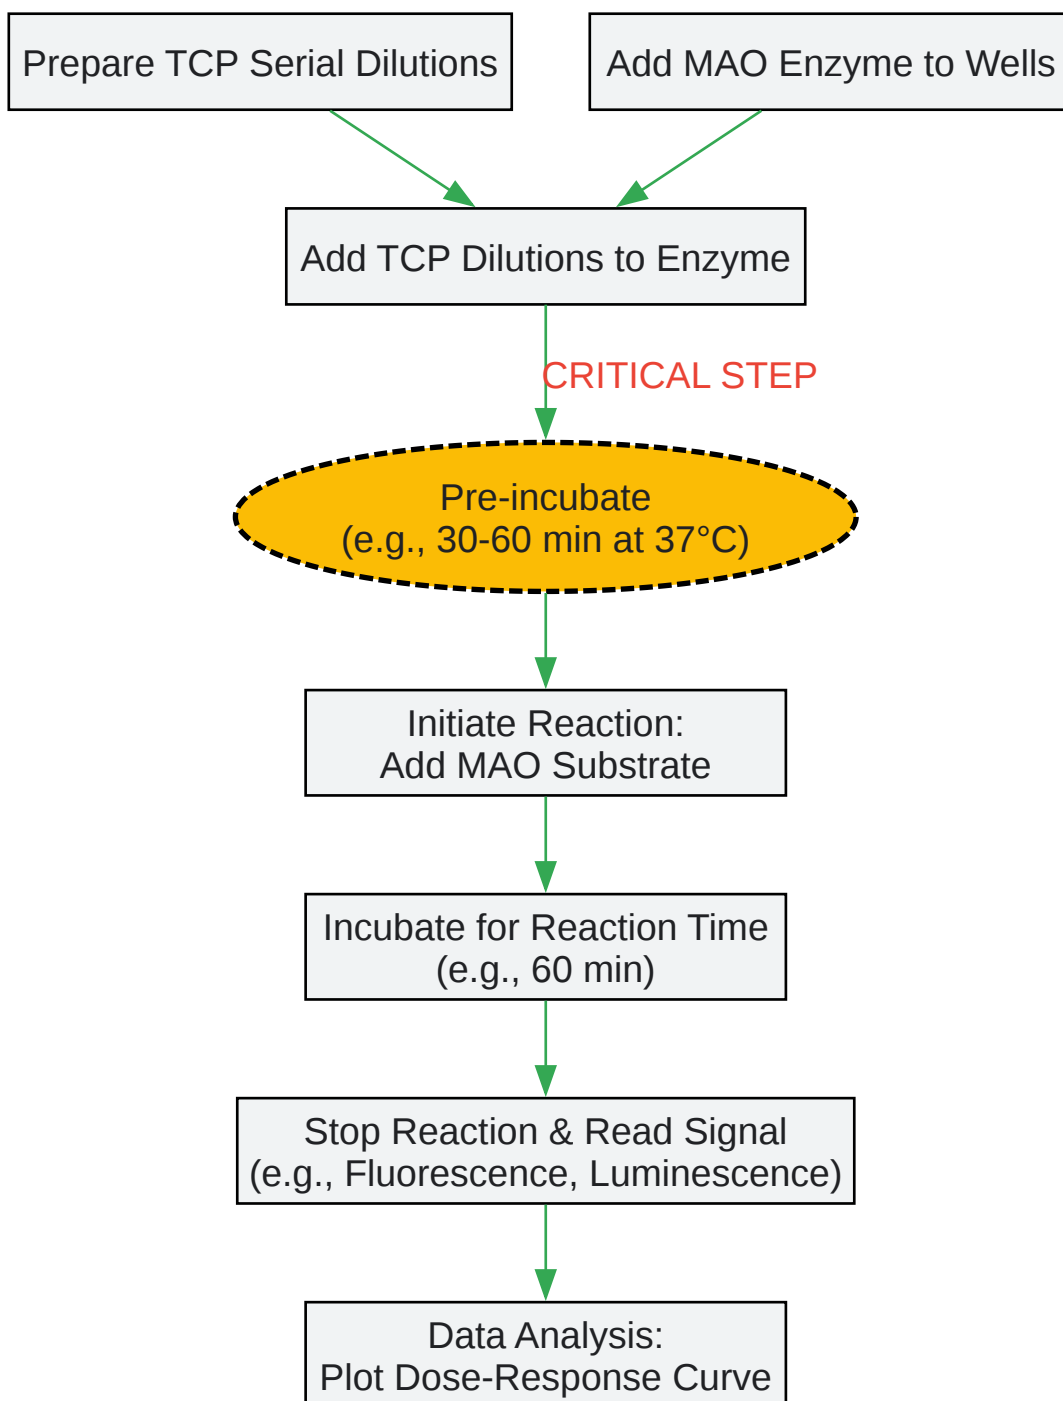 Prepare TCP Serial Dilutions
Add MAO Enzyme to Wells
Add TCP Dilutions to Enzyme
CRITICAL STEP
Pre-incubate
(e.g., 30-60 min at 37°C)
Initiate Reaction:
Add MAO Substrate
Incubate for Reaction Time
(e.g., 60 min)
Stop Reaction & Read Signal
(e.g., Fluorescence, Luminescence)
Data Analysis:
Plot Dose-Response Curve